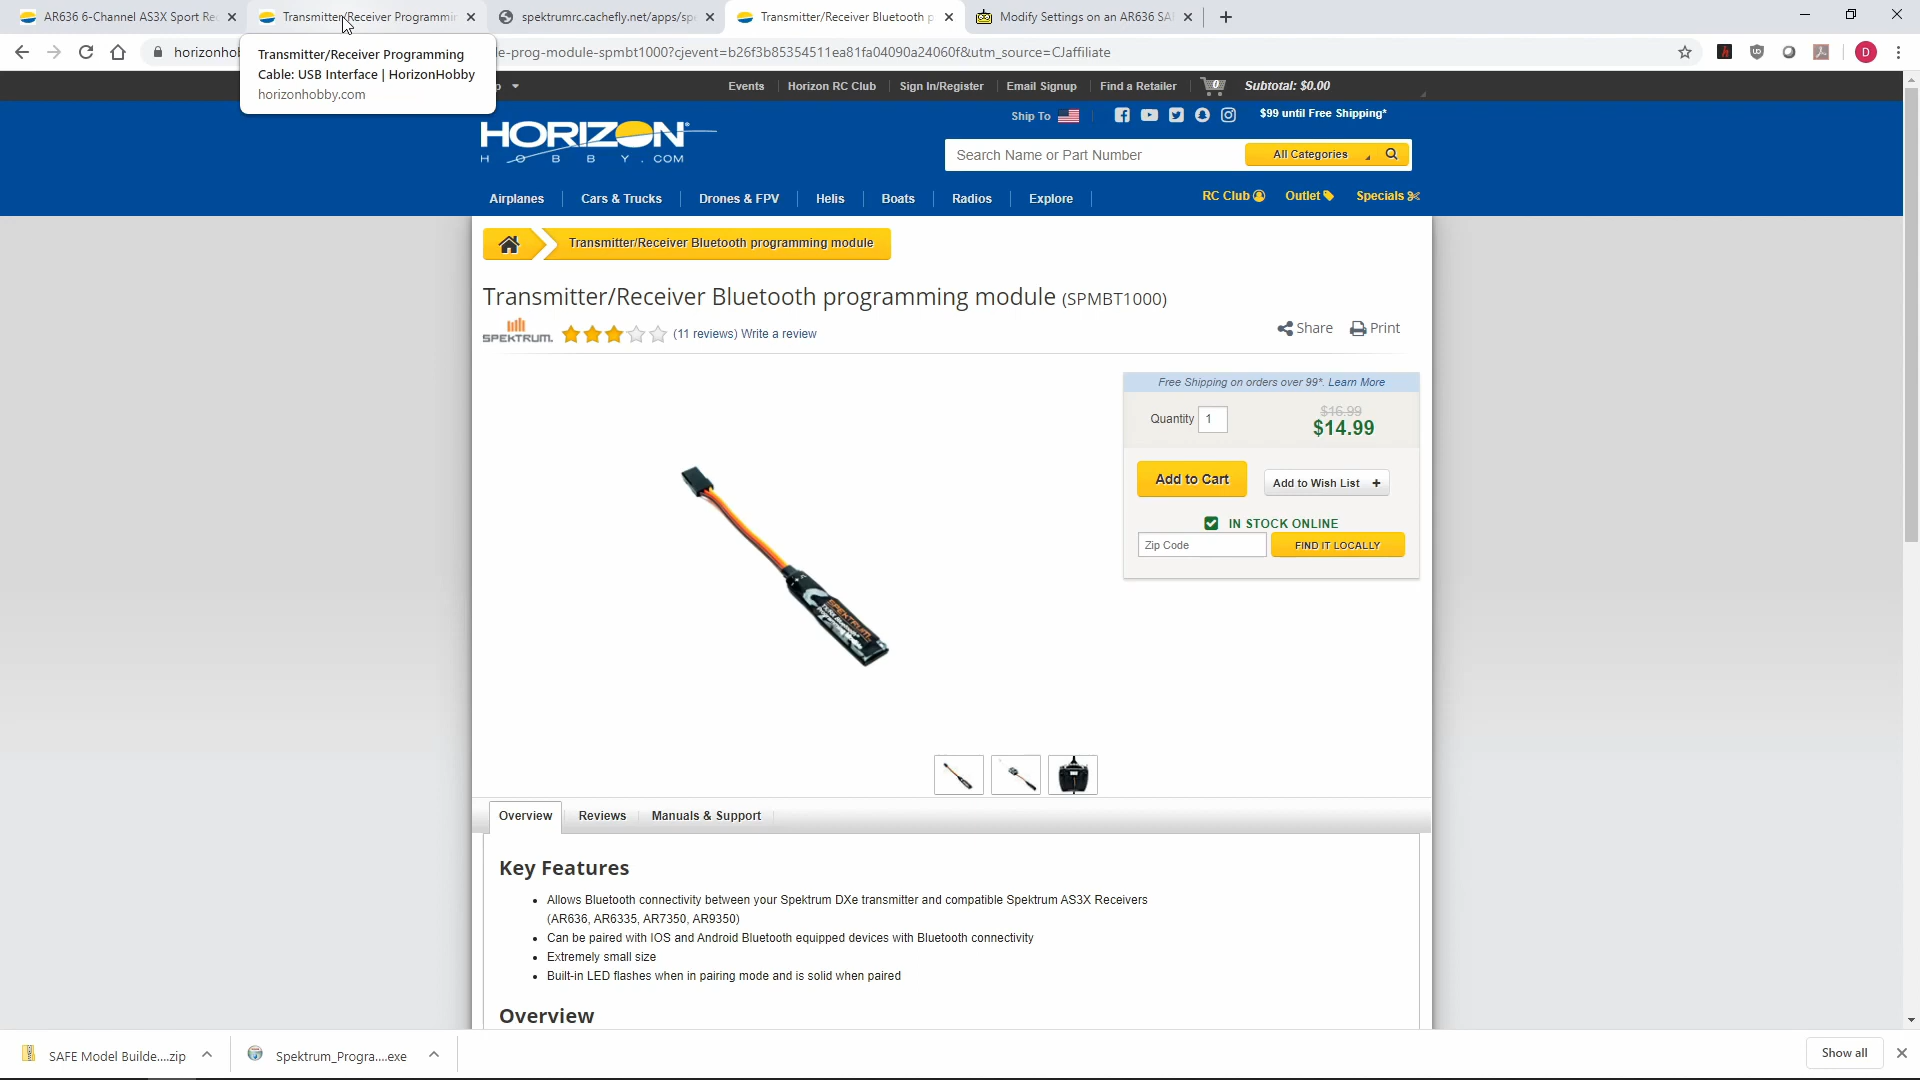 AR636 6-Channel AS3X Sport Re
Transmitter/Receiver Programmin
spektrumrc.cachefly.net/apps/spe
Transmitter/Receiver Bluetooth p
Modify Settings on an AR636 SA
horizonhob
le-prog-module-spmbt1000?cjevent=b26f3b85354511ea81fa04090a24060f&utm_source=CJaffiliate
D
Transmitter/Receiver Programming
Cable: USB Interface | HorizonHobby
horizonhobby.com
p
Events
Horizon RC Club
Sign In/Register
Email Signup
Find a Retailer
0
Subtotal: $0.00
Ship To
$99 until Free Shipping*
HORIZON
HOBBY.COM
Search Name or Part Number
All Categories
Airplanes
Cars & Trucks
Drones & FPV
Helis
Boats
Radios
Explore
RC Club
Outlet
Specials
Transmitter/Receiver Bluetooth programming module
Transmitter/Receiver Bluetooth programming module (SPMBT1000)
SPEKTRUM.
(11 reviews) Write a review
Share
Print
Free Shipping on orders over 99*. Learn More
Quantity 1
$16.99
$14.99
Add to Cart
Add to Wish List +
IN STOCK ONLINE
Zip Code
FIND IT LOCALLY
SPEKTRUM
Overview
Reviews
Manuals & Support
Key Features
• Allows Bluetooth connectivity between your Spektrum DXe transmitter and compatible Spektrum AS3X Receivers
(AR636, AR6335, AR7350, AR9350)
• Can be paired with IOS and Android Bluetooth equipped devices with Bluetooth connectivity
• Extremely small size
• Built-in LED flashes when in pairing mode and is solid when paired
Overview
SAFE Model Builde....zip
Spektrum_Progra....exe
Show all